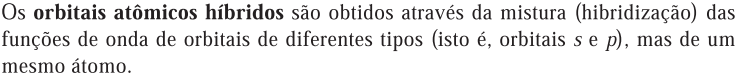 Os orbitais atômicos híbridos são obtidos através da mistura (hibridização) das
funções de onda de orbitais de diferentes tipos (isto é, orbitais s e p), mas de um
mesmo átomo.